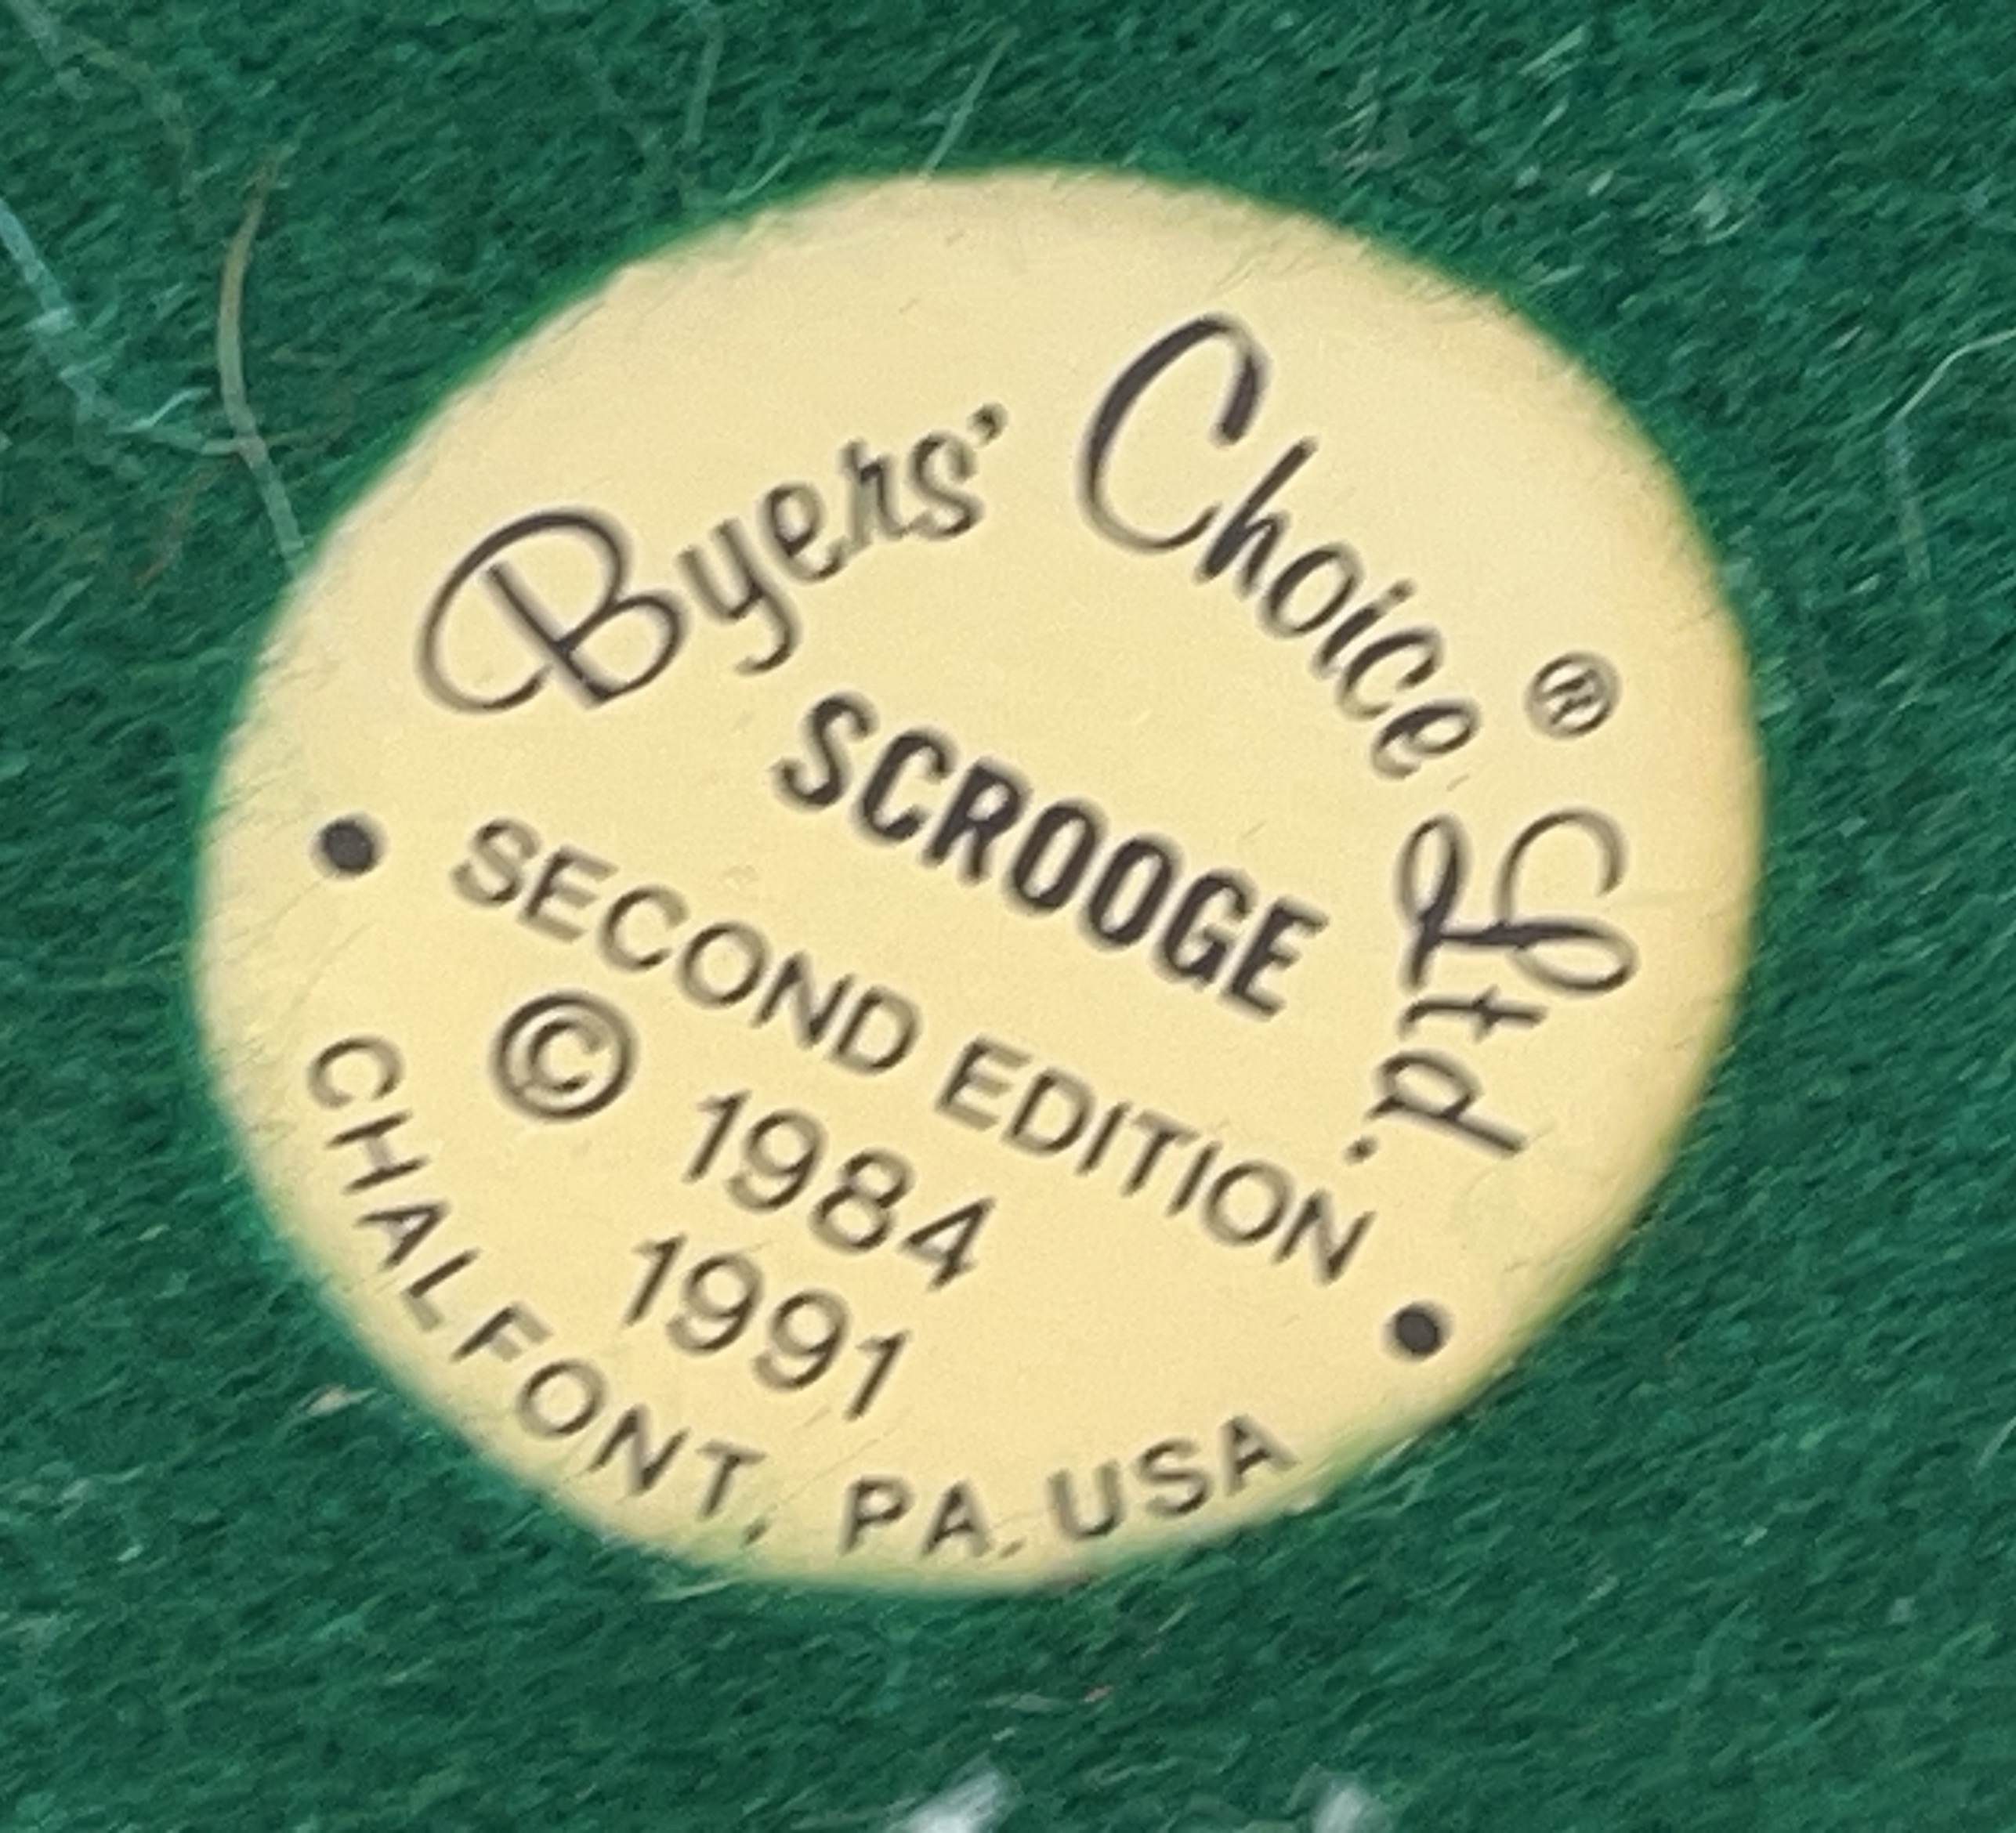 Byers' Choice ® Ltd.
SCROOGE
• SECOND EDITION •
© 1984
1991
CHALFONT, PA. USA